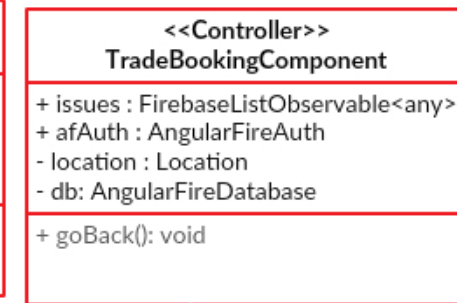 <<Controller>>
TradeBookingComponent
+ issues : FirebaseListObservable<any>
+ afAuth : AngularFireAuth
- location : Location
- db: AngularFireDatabase
+ goBack(): void